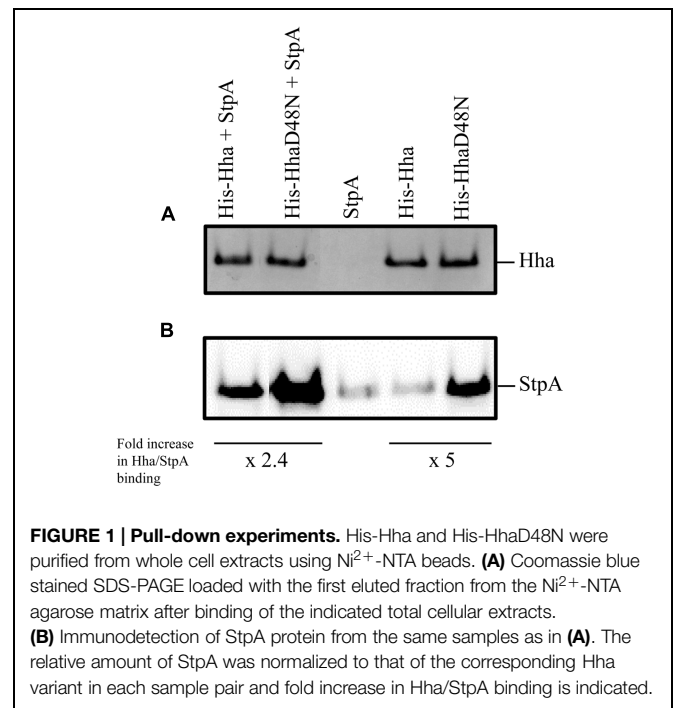 His-Hha + StpA
His-HhaD48N + StpA
StpA
His-Hha
His-HhaD48N
A
Hha
B
StpA
Fold increase
in Hha/StpA
binding
x 2.4
x 5
FIGURE 1 | Pull-down experiments. His-Hha and His-HhaD48N were
purified from whole cell extracts using Ni2+-NTA beads. (A) Coomassie blue
stained SDS-PAGE loaded with the first eluted fraction from the Ni2+-NTA
agarose matrix after binding of the indicated total cellular extracts.
(B) Immunodetection of StpA protein from the same samples as in (A). The
relative amount of StpA was normalized to that of the corresponding Hha
variant in each sample pair and fold increase in Hha/StpA binding is indicated.